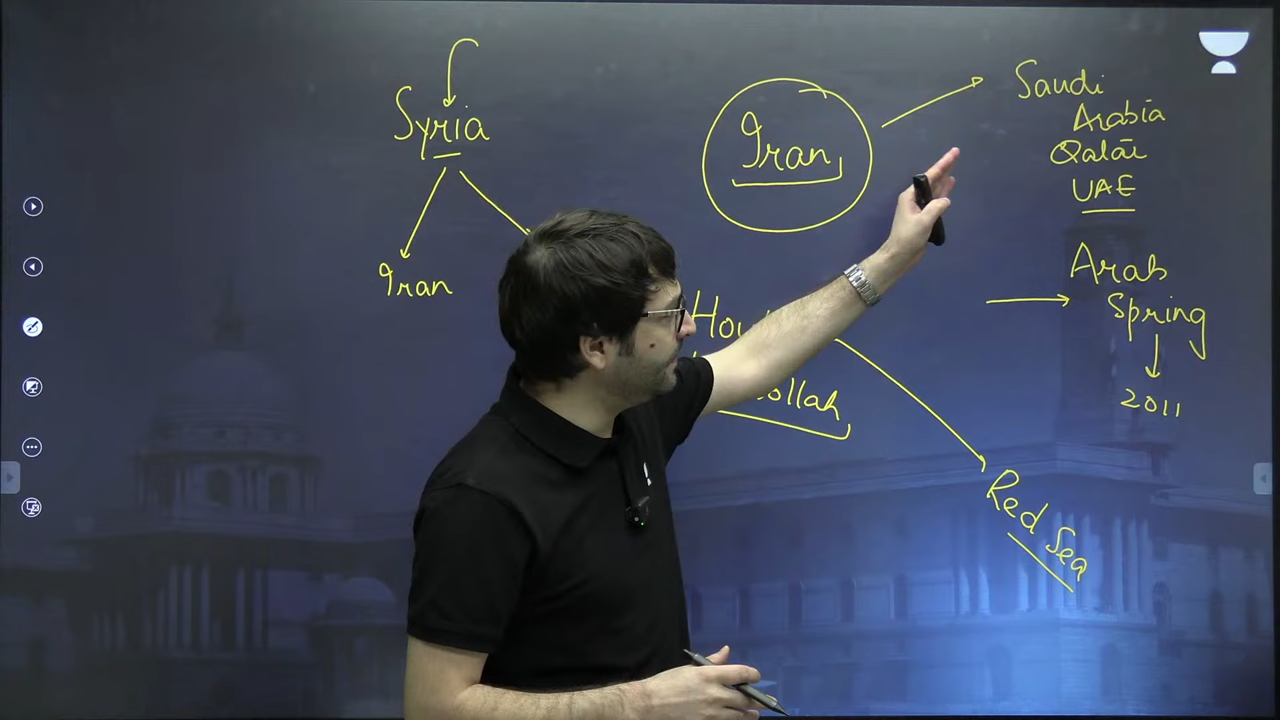 Syria
Iran
Iran
Saudi
Arabia
Qatar
UAE
Arab
Spring
2011
Red Sea